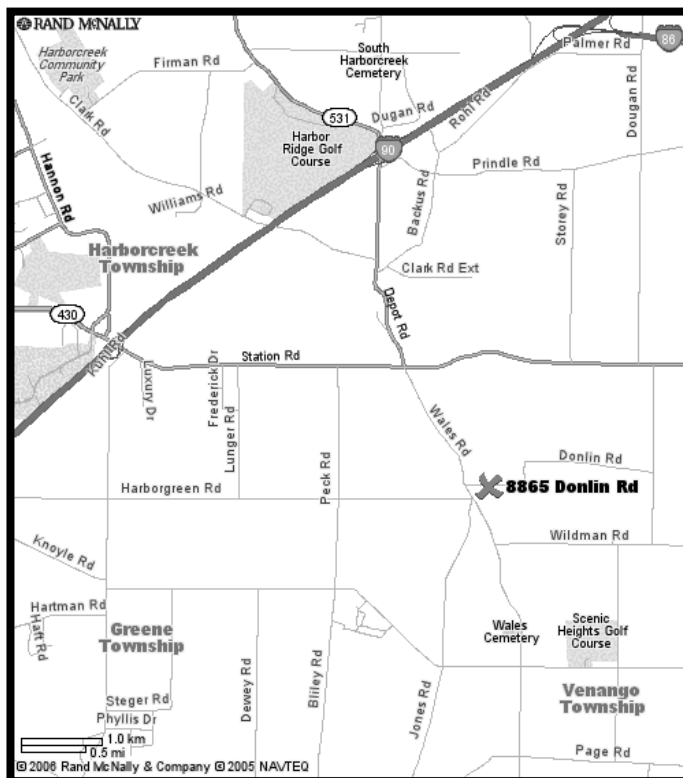 RAND McNALLY
Harborcreek
Community
Park
Firman Rd
South
Harborcreek
Cemetery
Palmer Rd
86
Clark Rd
531
Dugan Rd
Rohl Rd
Dougan Rd
Harbor
Ridge Golf
Course
90
Prindle Rd
Hannon Rd
Williams Rd
Backus Rd
Storey Rd
Harborcreek
Township
Clark Rd Ext
430
Depot Rd
Kuhl Rd
Station Rd
Luxury Dr
Frederick Dr
Lunger Rd
Wales Rd
Peck Rd
Donlin Rd
Harborgreen Rd
8865 Donlin Rd
Knoyle Rd
Wildman Rd
Hartman Rd
Haft Rd
Greene
Township
Wales
Cemetery
Scenic
Heights Golf
Course
Dewey Rd
Bliley Rd
Jones Rd
Steger Rd
Phyllis Dr
Venango
Township
1.0 km
0.5 mi
Page Rd
© 2006 Rand McNally & Company © 2005 NAVTEQ